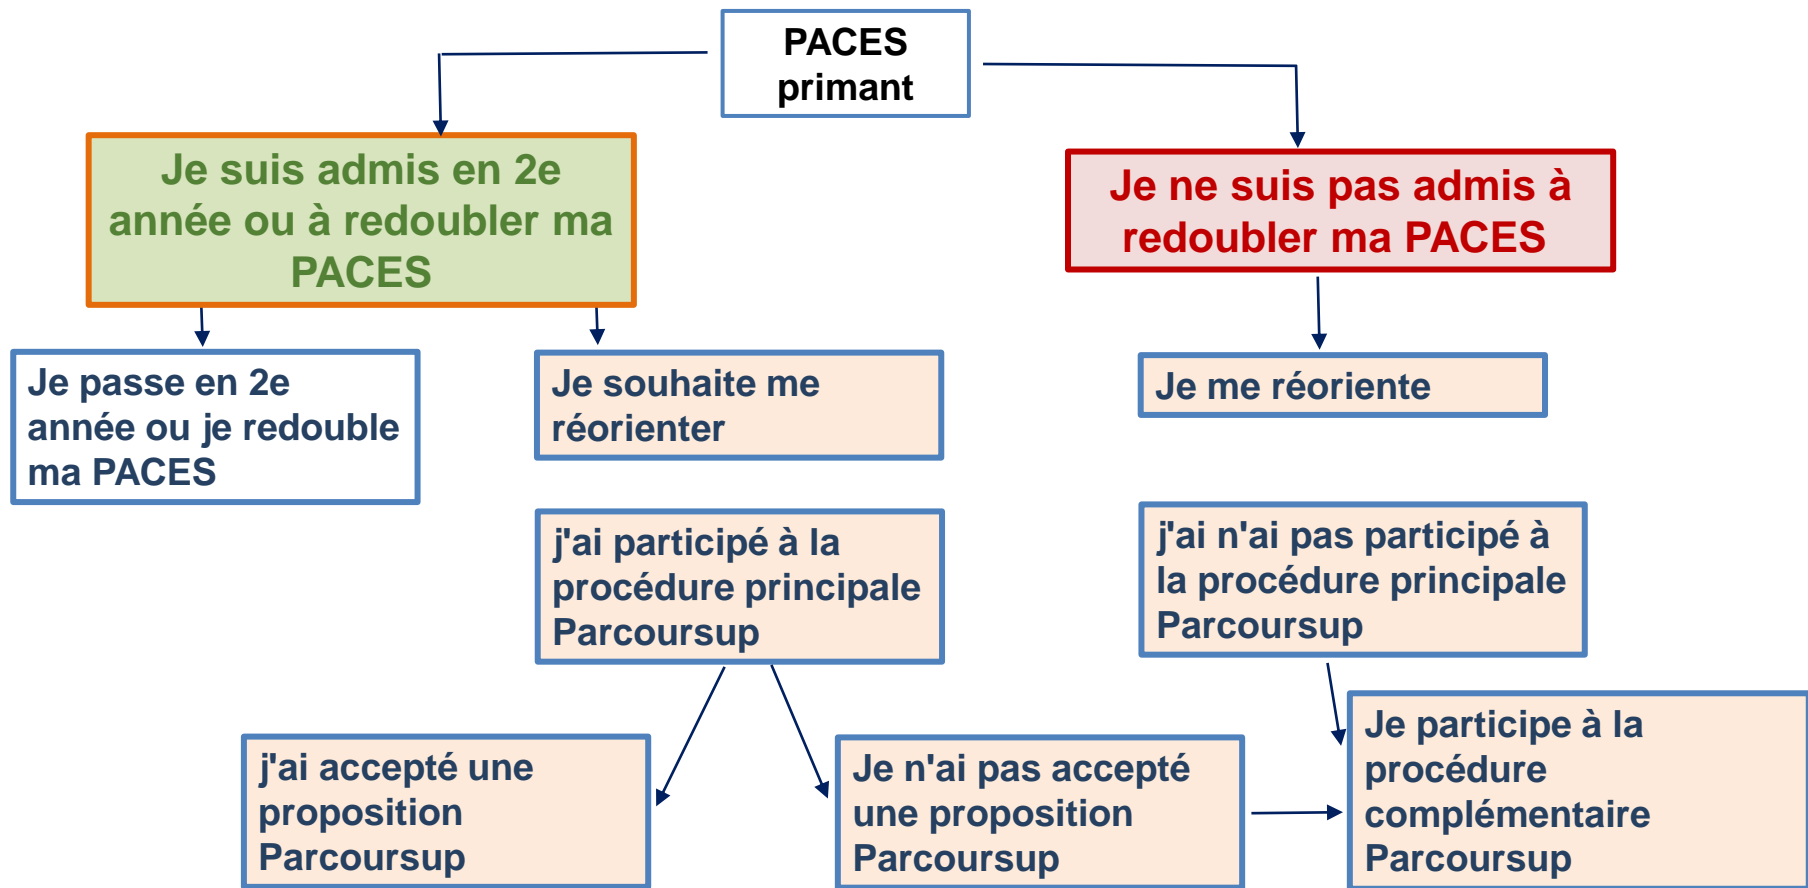 PACES
primant
Je suis admis en 2e
année ou à redoubler ma
PACES
Je ne suis pas admis à
redoubler ma PACES
Je passe en 2e
année ou je redouble
ma PACES
Je souhaite me
réorienter
Je me réoriente
j'ai participé à la
procédure principale
Parcoursup
j'ai n'ai pas participé à
la procédure principale
Parcoursup
j'ai accepté une
proposition
Parcoursup
Je n'ai pas accepté
une proposition
Parcoursup
Je participe à la
procédure
complémentaire
Parcoursup